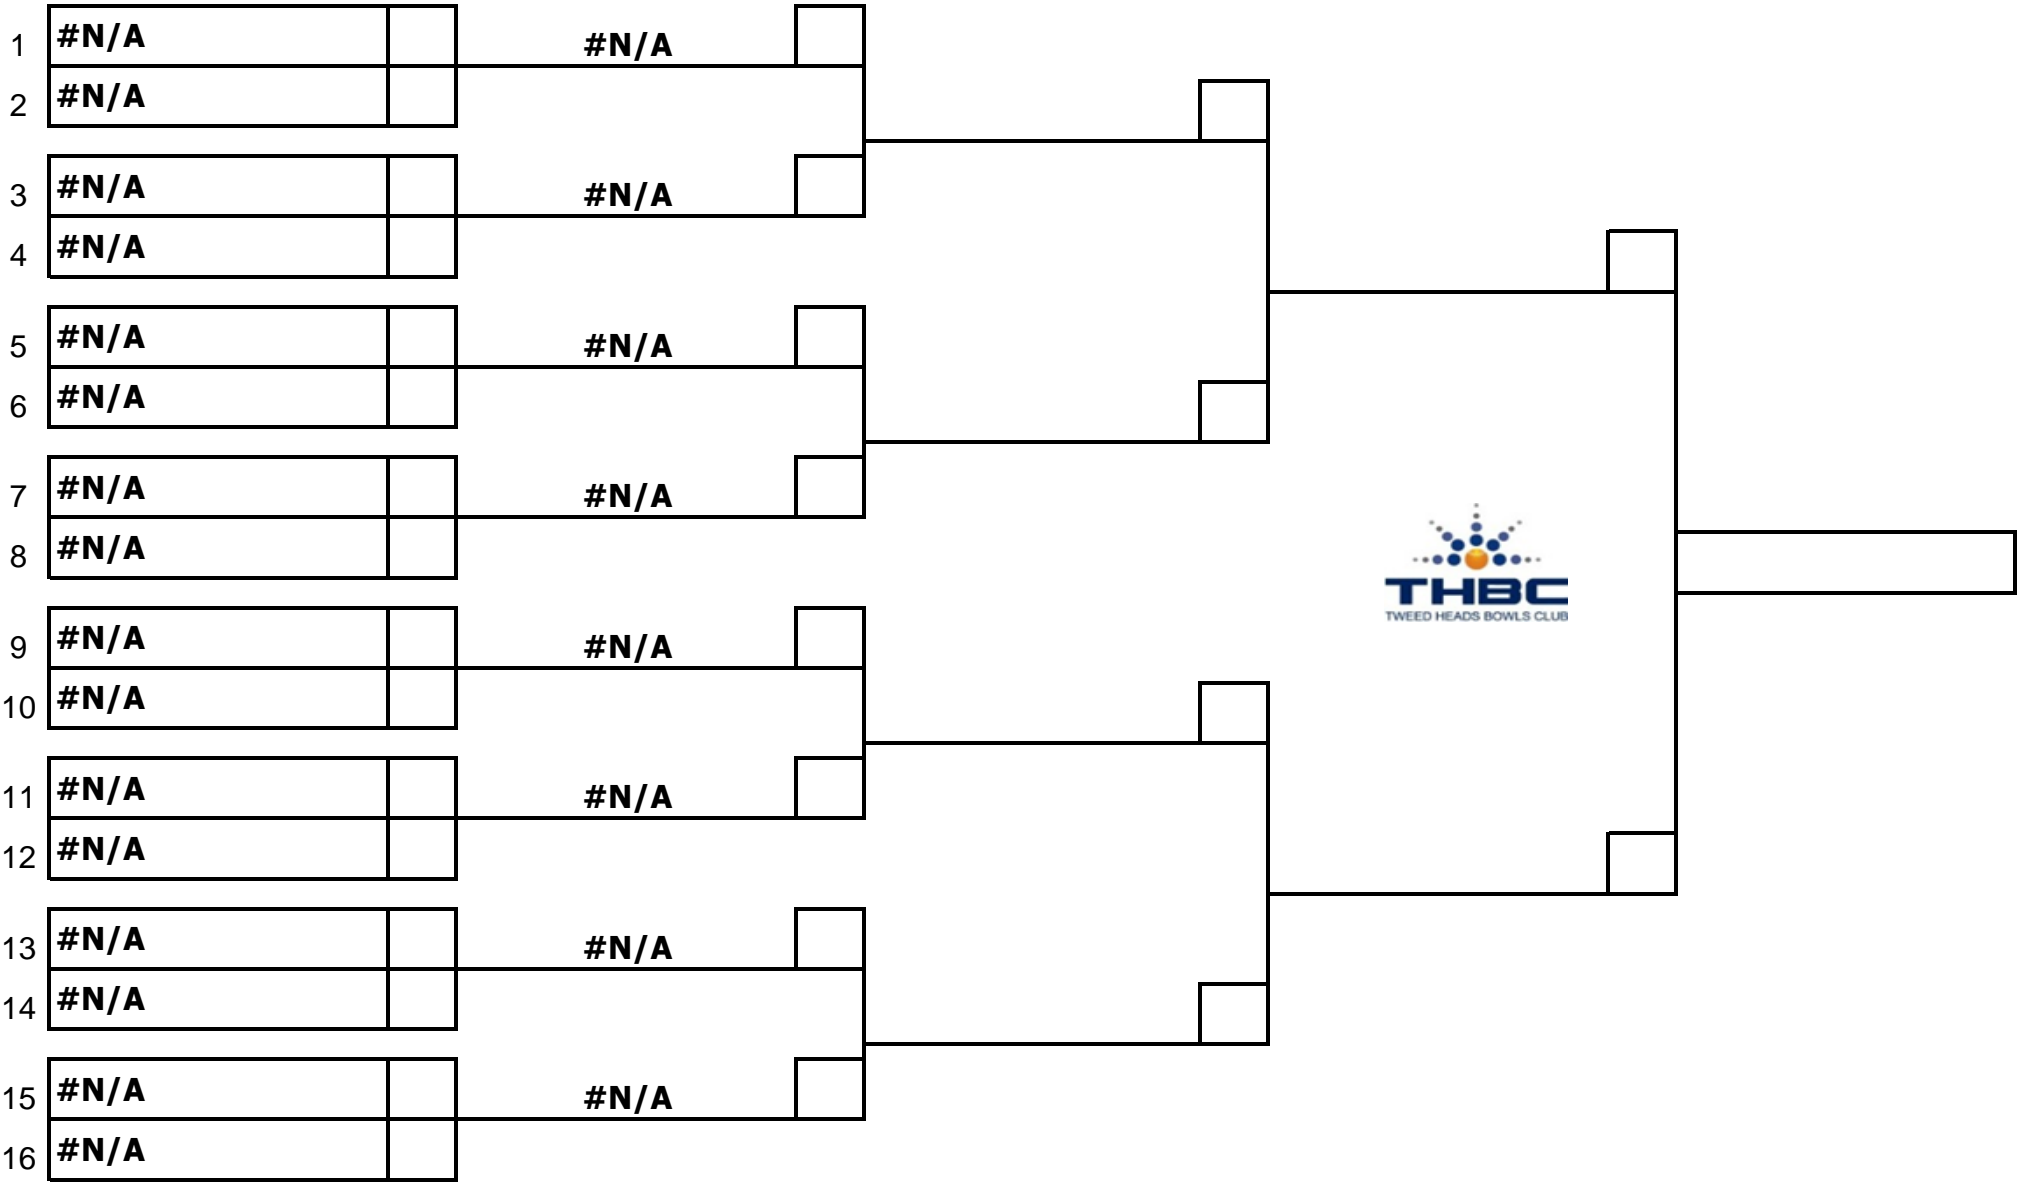 1 #N/A #N/A
2 #N/A
3 #N/A #N/A
4 #N/A
5 #N/A #N/A
6 #N/A
7 #N/A #N/A
8 #N/A
THBC
TWEED HEADS BOWLS CLUB
9 #N/A #N/A
10 #N/A
11 #N/A #N/A
12 #N/A
13 #N/A #N/A
14 #N/A
15 #N/A #N/A
16 #N/A